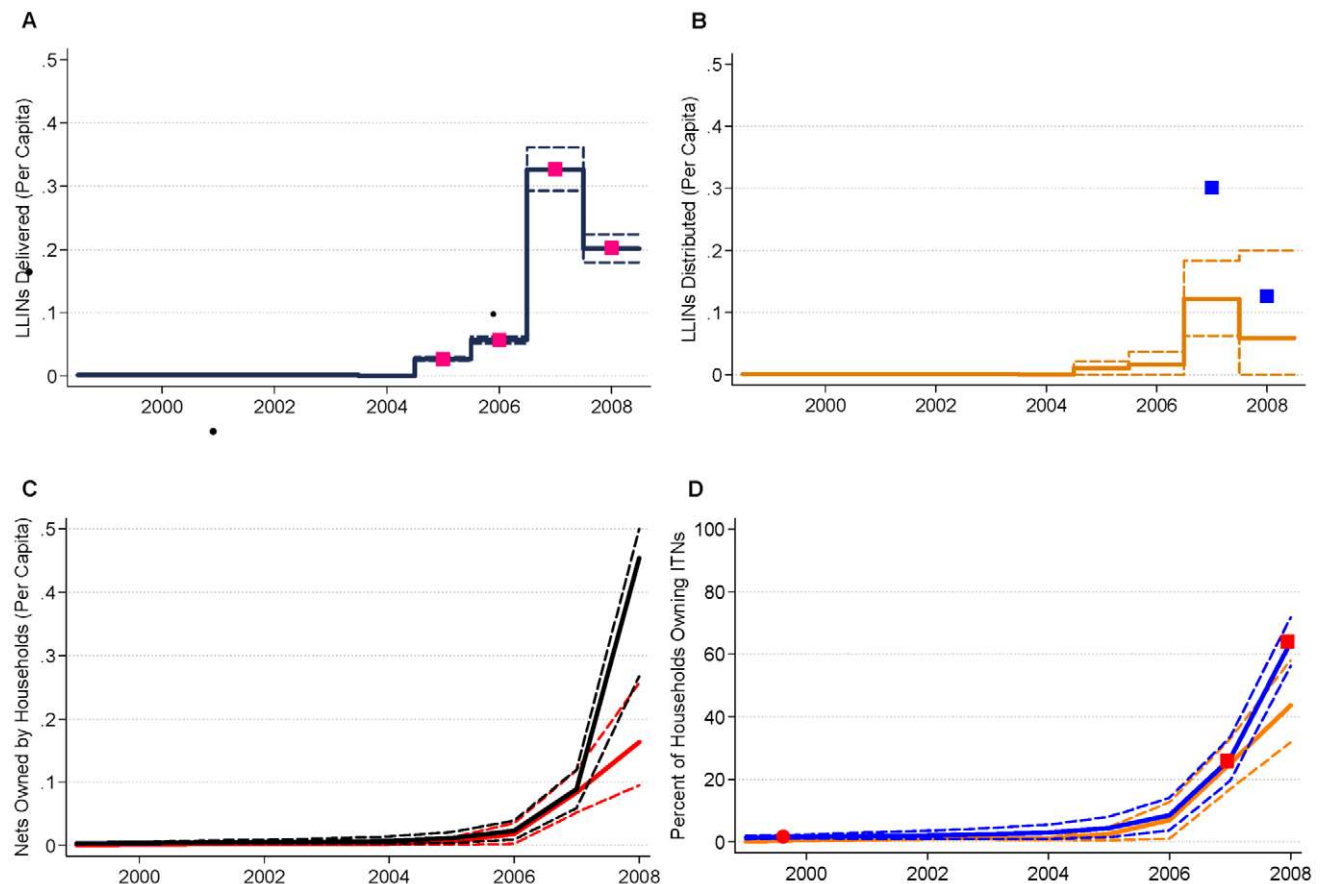 A
LLINs Delivered (Per Capita)
.5
.4
.3
.2
.1
0
2000 2002 2004 2006 2008
B
LLINs Distributed (Per Capita)
.5
.4
.3
.2
.1
0
2000 2002 2004 2006 2008
C
Nets Owned by Households (Per Capita)
.5
.4
.3
.2
.1
0
2000 2002 2004 2006 2008
D
Percent of Households Owning ITNs
100
80
60
40
20
0
2000 2002 2004 2006 2008